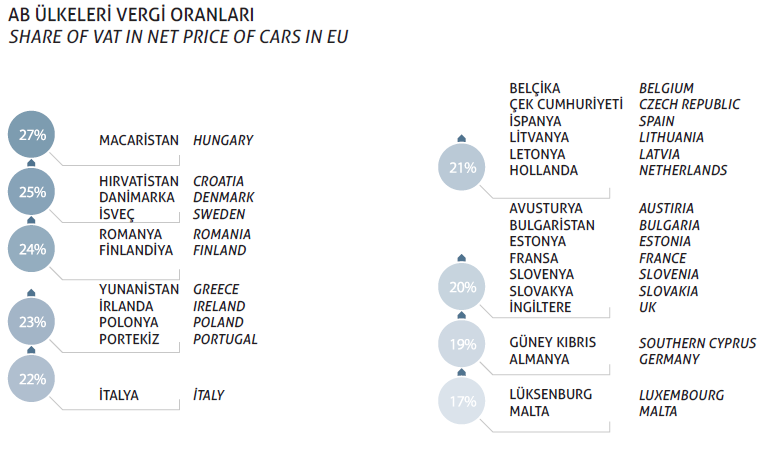 AB ÜLKELERİ VERGİ ORANLARI
SHARE OF VAT IN NET PRICE OF CARS IN EU
27%
MACARİSTAN HUNGARY
25%
HIRVATİSTAN CROATIA
DANİMARKA DENMARK
İSVEÇ SWEDEN
24%
ROMANYA ROMANIA
FİNLANDİYA FINLAND
23%
YUNANİSTAN GREECE
İRLANDA IRELAND
POLONYA POLAND
PORTEKİZ PORTUGAL
22%
İTALYA İTALY
21%
BELÇİKA BELGIUM
ÇEK CUMHURİYETİ CZECH REPUBLIC
İSPANYA SPAIN
LİTVANYA LITHUANIA
LETONYA LATVIA
HOLLANDA NETHERLANDS
20%
AVUSTURYA AUSTIRIA
BULGARİSTAN BULGARIA
ESTONYA ESTONIA
FRANSA FRANCE
SLOVENYA SLOVENIA
SLOVAKYA SLOVAKIA
İNGİLTERE UK
19%
GÜNEY KIBRIS SOUTHERN CYPRUS
ALMANYA GERMANY
17%
LÜKSENBURG LUXEMBOURG
MALTA MALTA